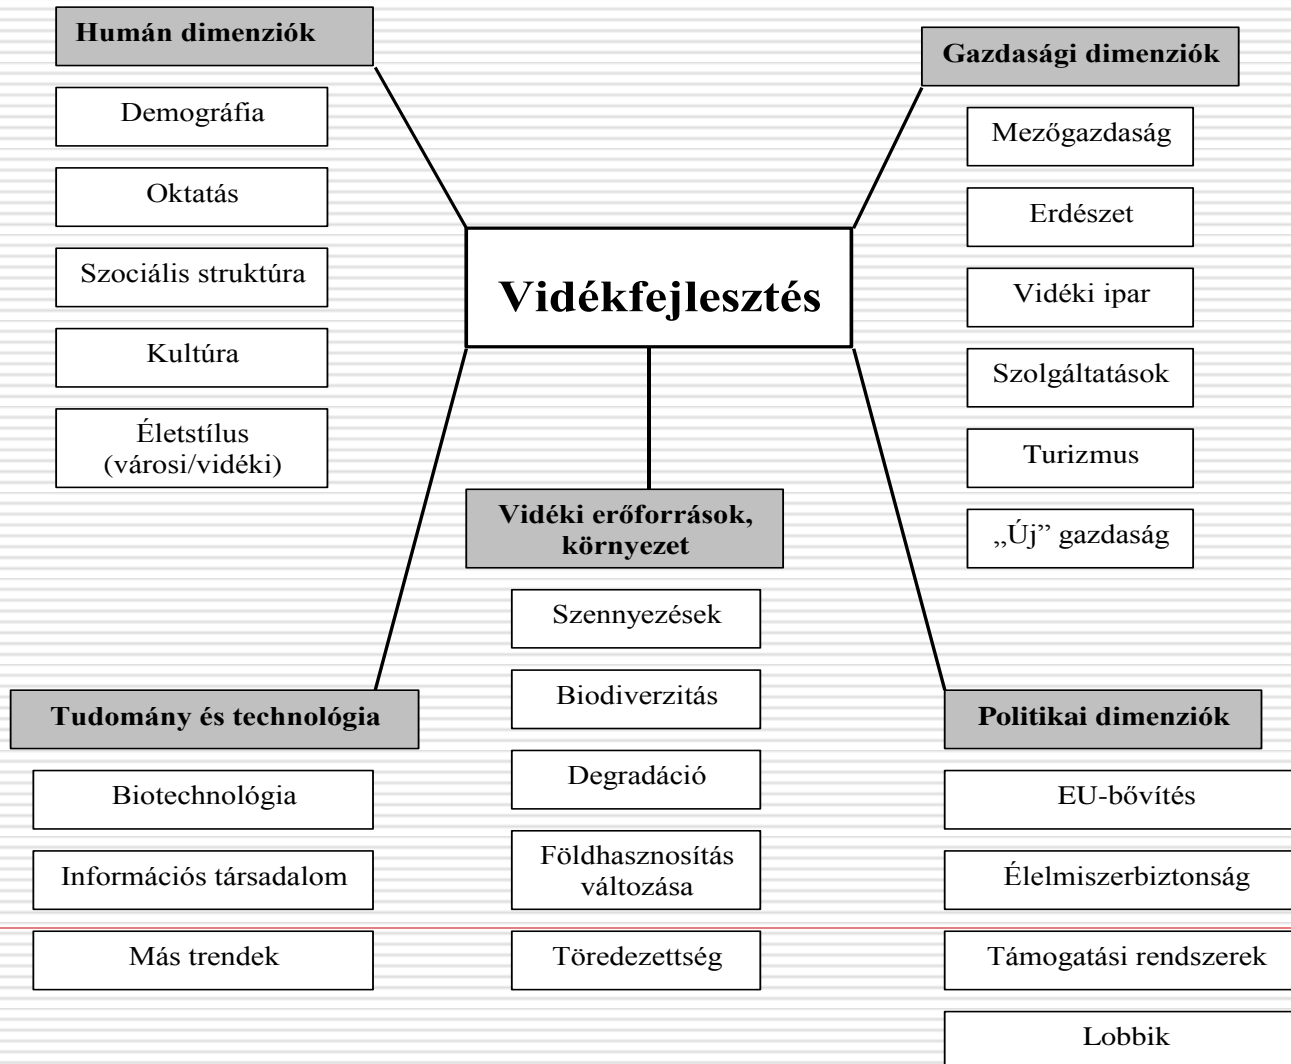 Humán dimenziók
Demográfia
Oktatás
Szociális struktúra
Kultúra
Életstílus
(városi/vidéki)
Gazdasági dimenziók
Mezőgazdaság
Erdészet
Vidéki ipar
Szolgáltatások
Turizmus
„Új” gazdaság
Vidékfejlesztés
Vidéki erőforrások,
környezet
Szennyezések
Biodiverzitás
Degradáció
Földhasznosítás
változása
Töredezettség
Tudomány és technológia
Biotechnológia
Információs társadalom
Más trendek
Politikai dimenziók
EU-bővítés
Élelmiszerbiztonság
Támogatási rendszerek
Lobbik